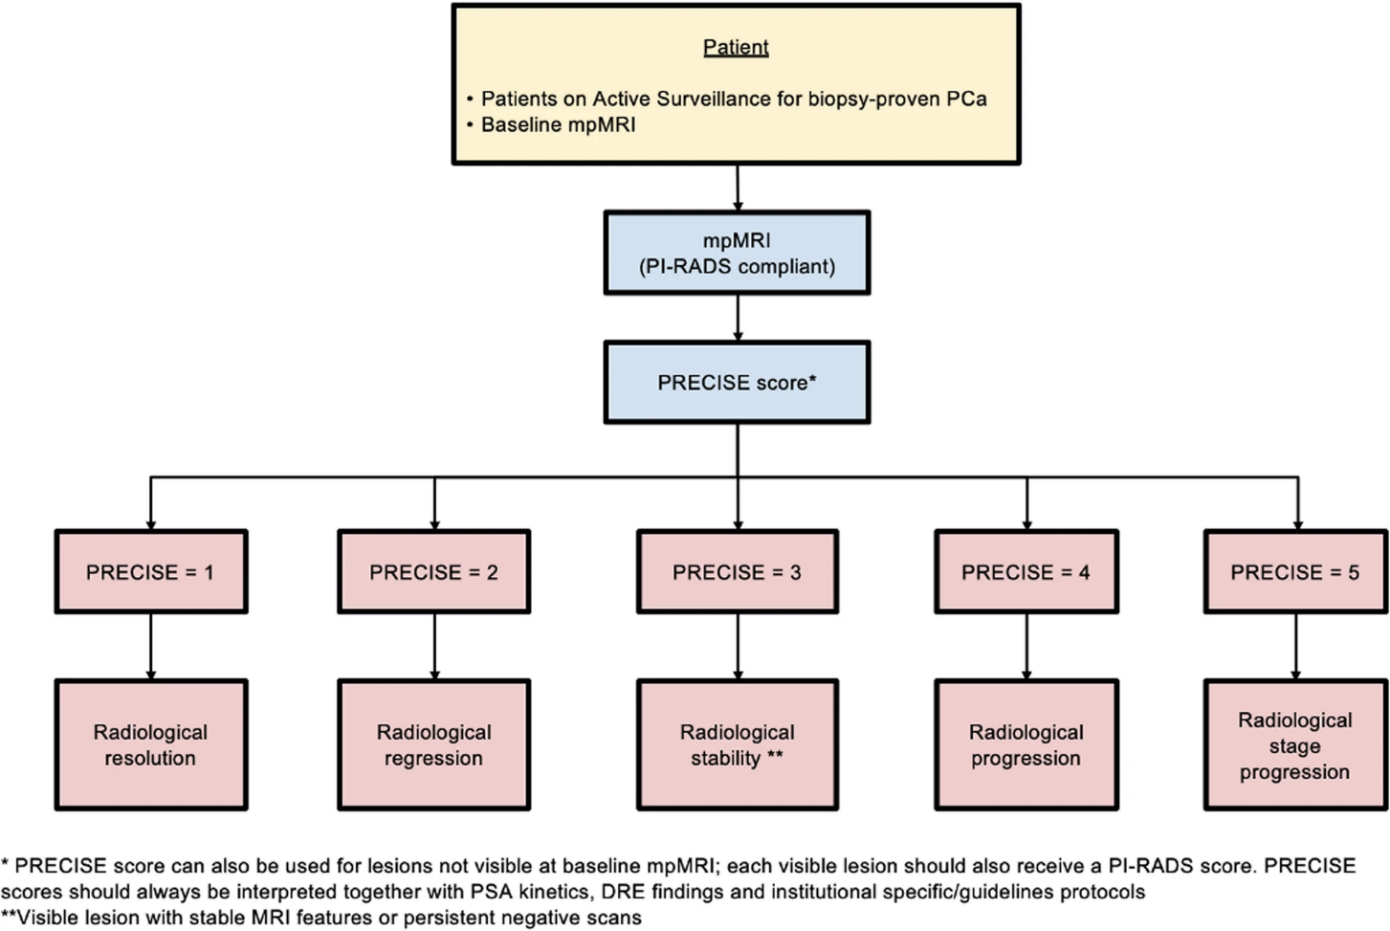 Patient
• Patients on Active Surveillance for biopsy-proven PCa
• Baseline mpMRI
mpMRI
(PI-RADS compliant)
PRECISE score*
PRECISE = 1
PRECISE = 2
PRECISE = 3
PRECISE = 4
PRECISE = 5
Radiological
resolution
Radiological
regression
Radiological
stability **
Radiological
progression
Radiological
stage
progression
* PRECISE score can also be used for lesions not visible at baseline mpMRI; each visible lesion should also receive a PI-RADS score. PRECISE
scores should always be interpreted together with PSA kinetics, DRE findings and institutional specific/guidelines protocols
**Visible lesion with stable MRI features or persistent negative scans